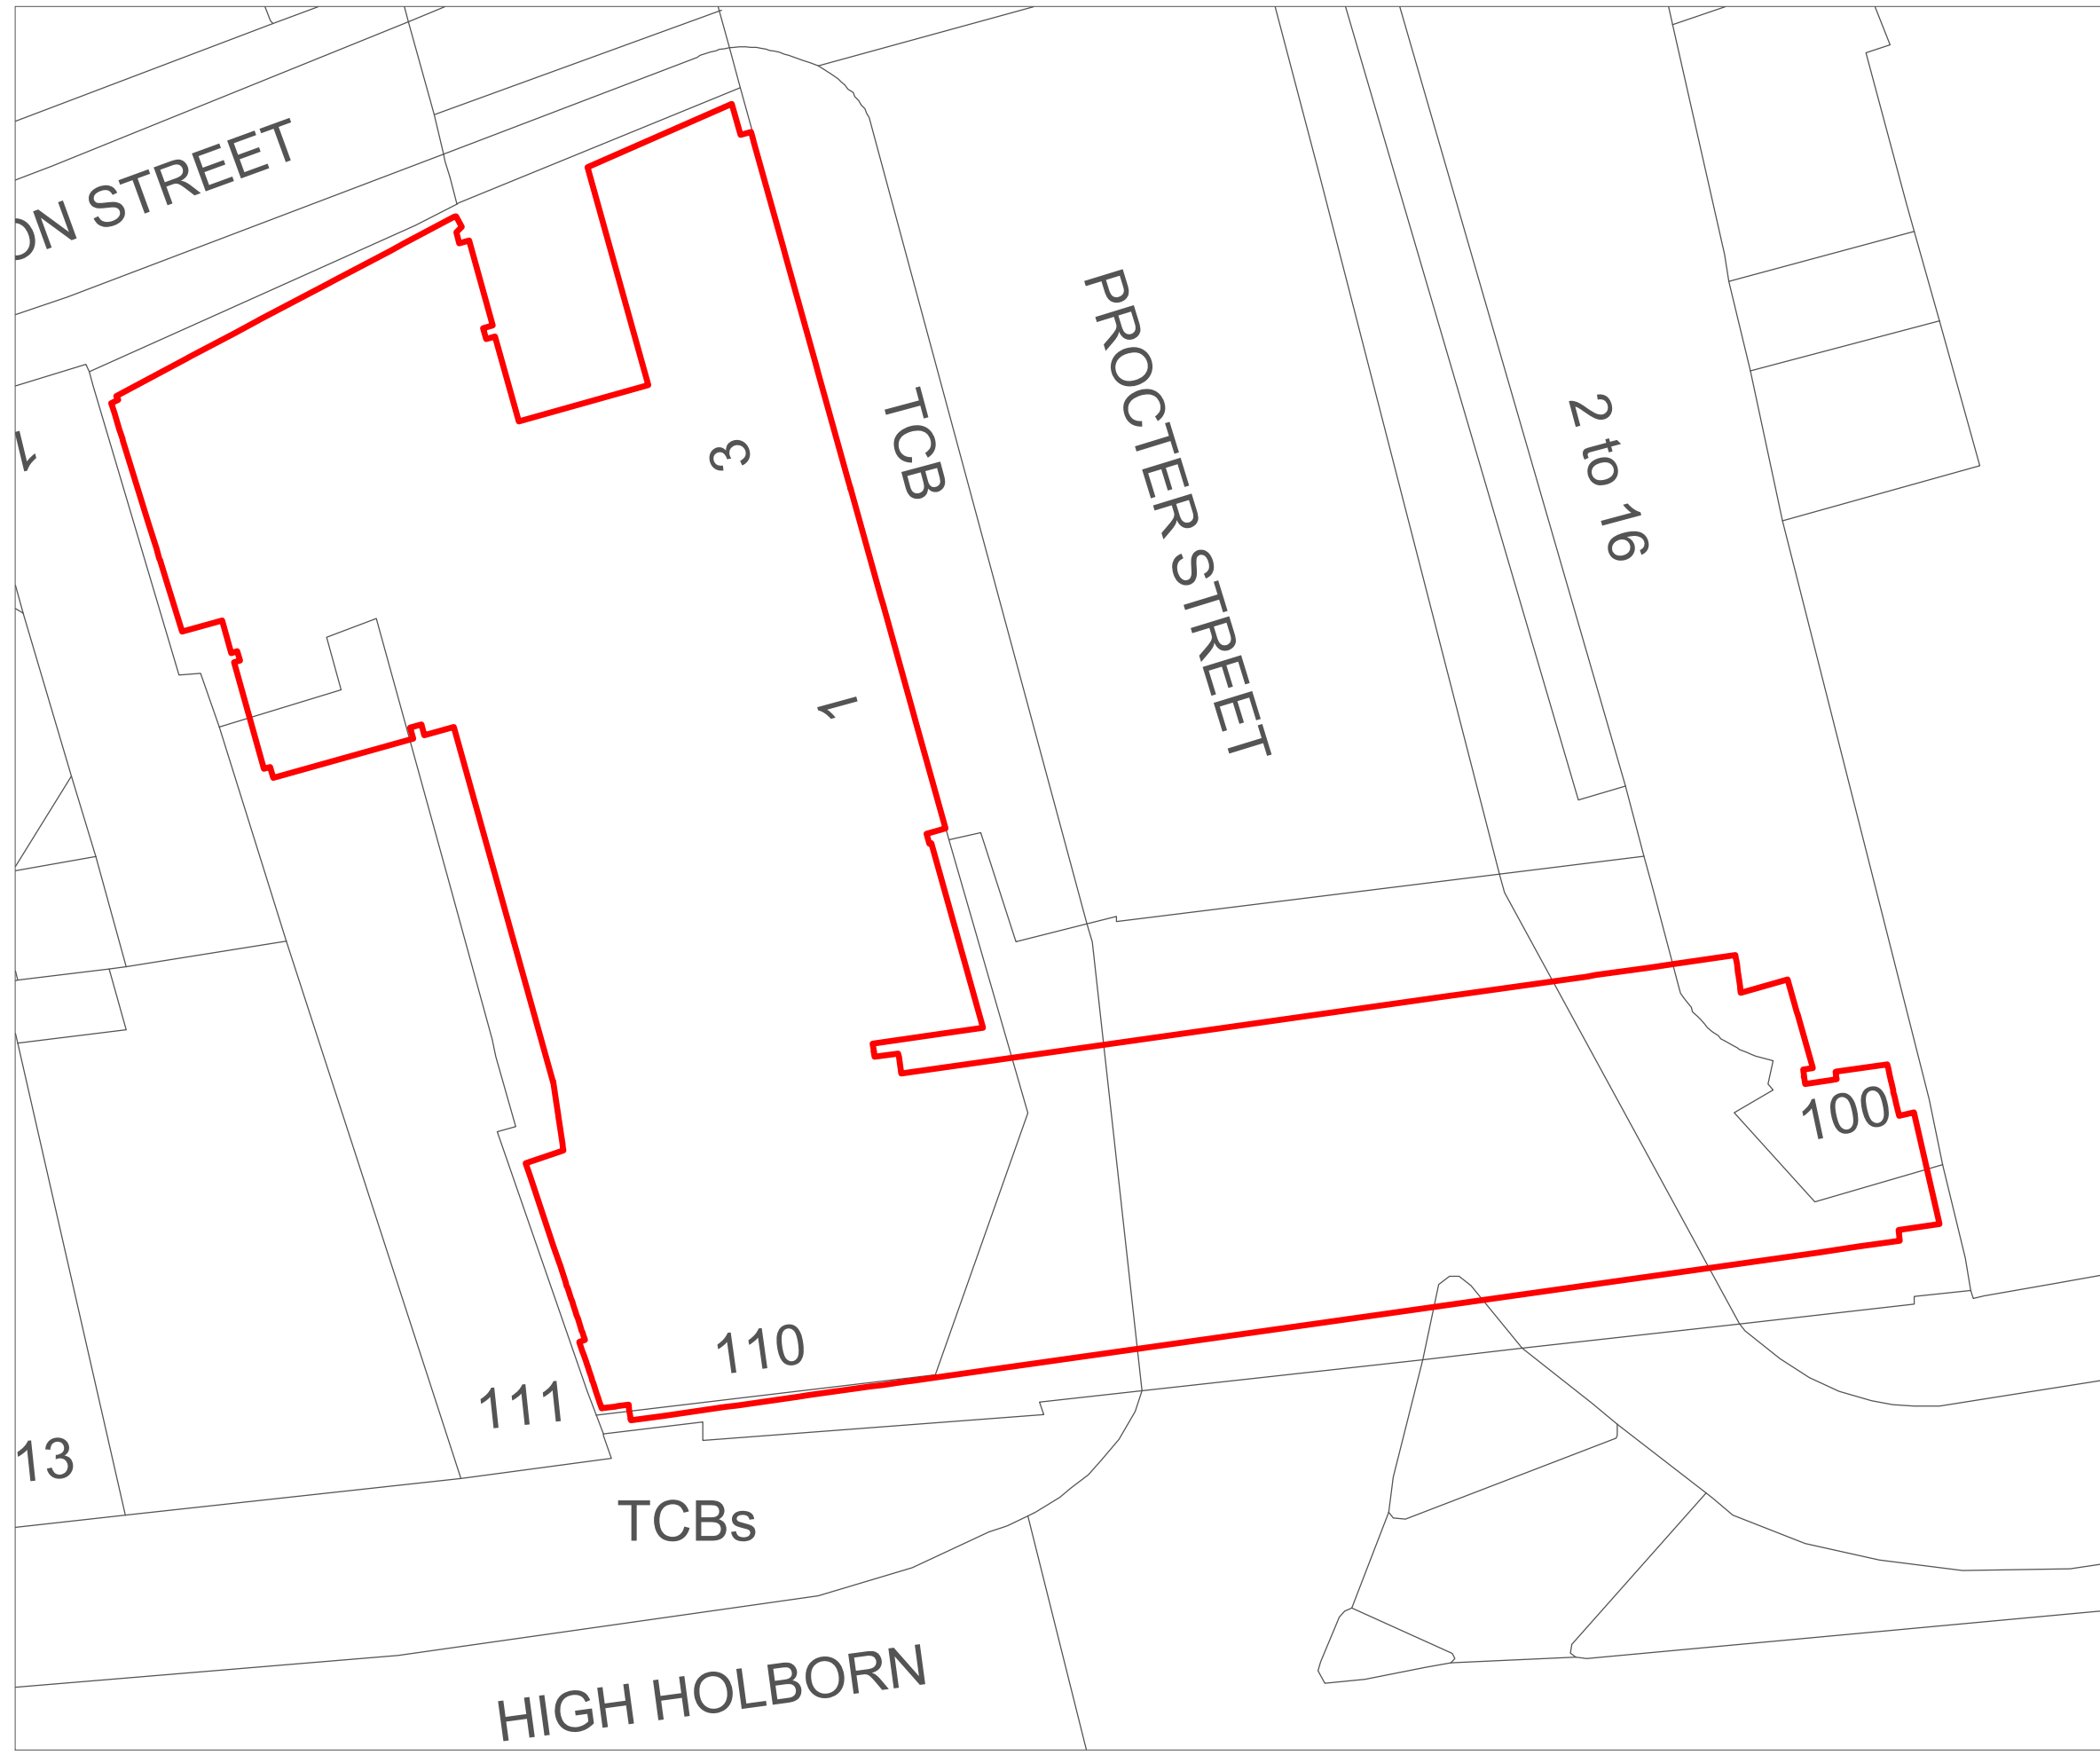 ON STREET
3
TCB
PROCTER STREET
2 to 16
1
100
110
111
13
TCBs
HIGH HOLBORN